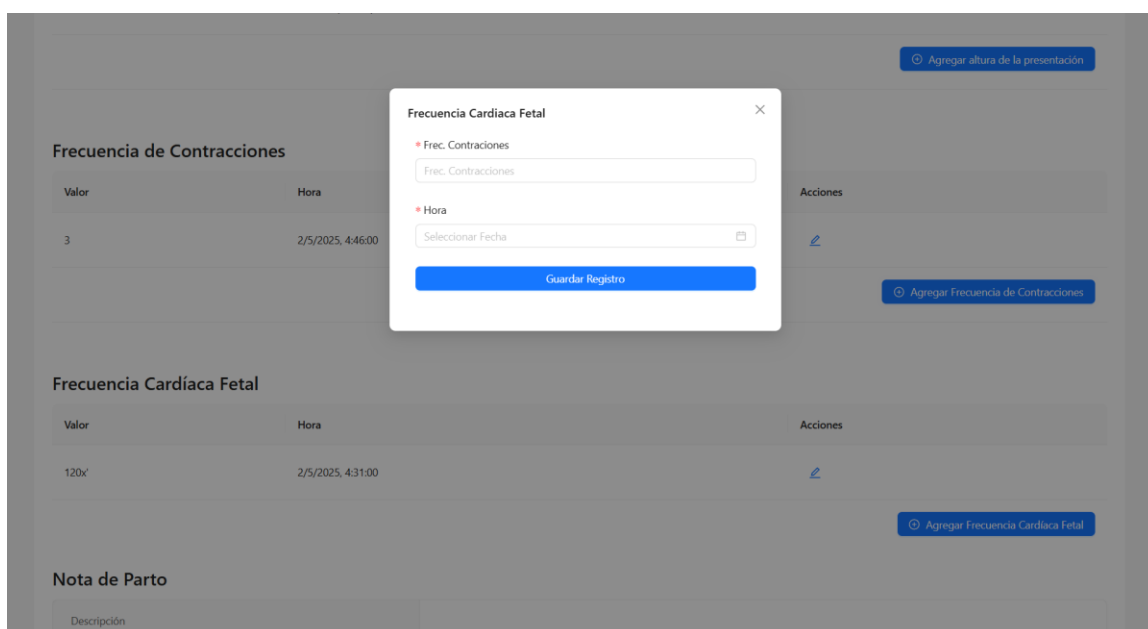 Agregar altura de la presentación
Frecuencia Cardiaca Fetal
* Frec. Contraciones
Frec. Contracciones
* Hora
Seleccionar Fecha
Guardar Registro
Frecuencia de Contracciones
Valor Hora Acciones
3 2/5/2025, 4:46:00
Agregar Frecuencia de Contracciones
Frecuencia Cardíaca Fetal
Valor Hora Acciones
120x' 2/5/2025, 4:31:00
Agregar Frecuencia Cardíaca Fetal
Nota de Parto
Descripción